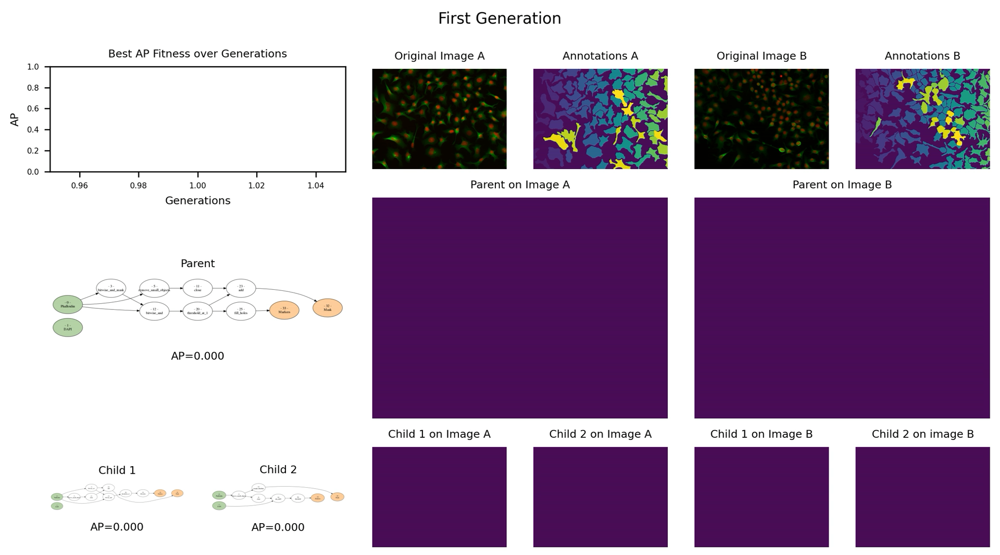 First Generation
Best AP Fitness over Generations
1.0
0.8
0.6
0.4
0.2
0.0
AP
0.96
0.98
1.00
1.02
1.04
Generations
Original Image A
Annotations A
Original Image B
Annotations B
Parent on Image A
Parent on Image B
Parent
- 0 -
Phalloidin
- 1 -
DAPI
- 3 -
bitwise_and_mask
- 5 -
remove_small_objects
- 11 -
close
- 23 -
add
- 12 -
bitwise_and
- 20 -
threshold_at_1
- 25 -
fill_holes
- 33 -
Markers
- 32 -
Mask
AP=0.000
Child 1 on Image A
Child 2 on Image A
Child 1 on Image B
Child 2 on image B
Child 1
AP=0.000
Child 2
AP=0.000